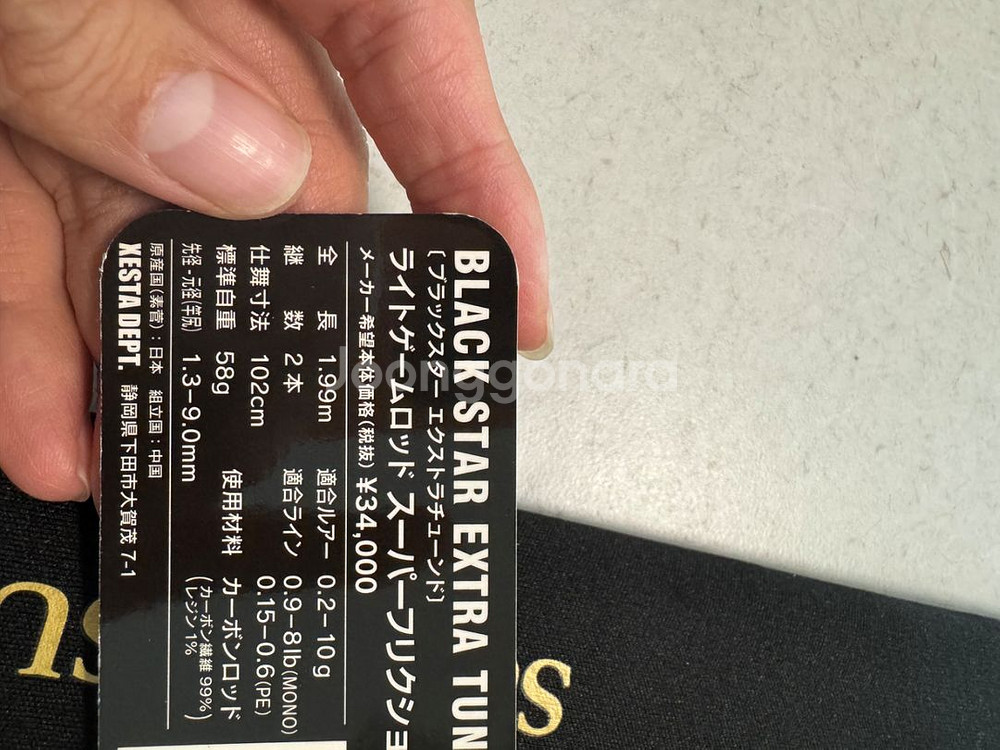 BLACK STAR EXTRA TUN
〔ブラックスター エクストラチューンド〕
ライトゲームロッド スーパーフリクショ
メーカー希望本体価格(税抜) ¥34,000
全 長 1.99m 適合ルアー 0.2-10g
継 数 2本 適合ライン 0.9-8lb(MONO)
仕舞寸法 102cm 0.15-0.6(PE)
標準自重 58g 使用材料 カーボンロッド
先径-元径(竿尻) 1.3-9.0mm (カーボン繊維 99%
レジン 1%)
原産国(素菅):日本 組立国:中国
XESTA DEPT. 静岡県下田市大賀茂 7-1
Joonggonara